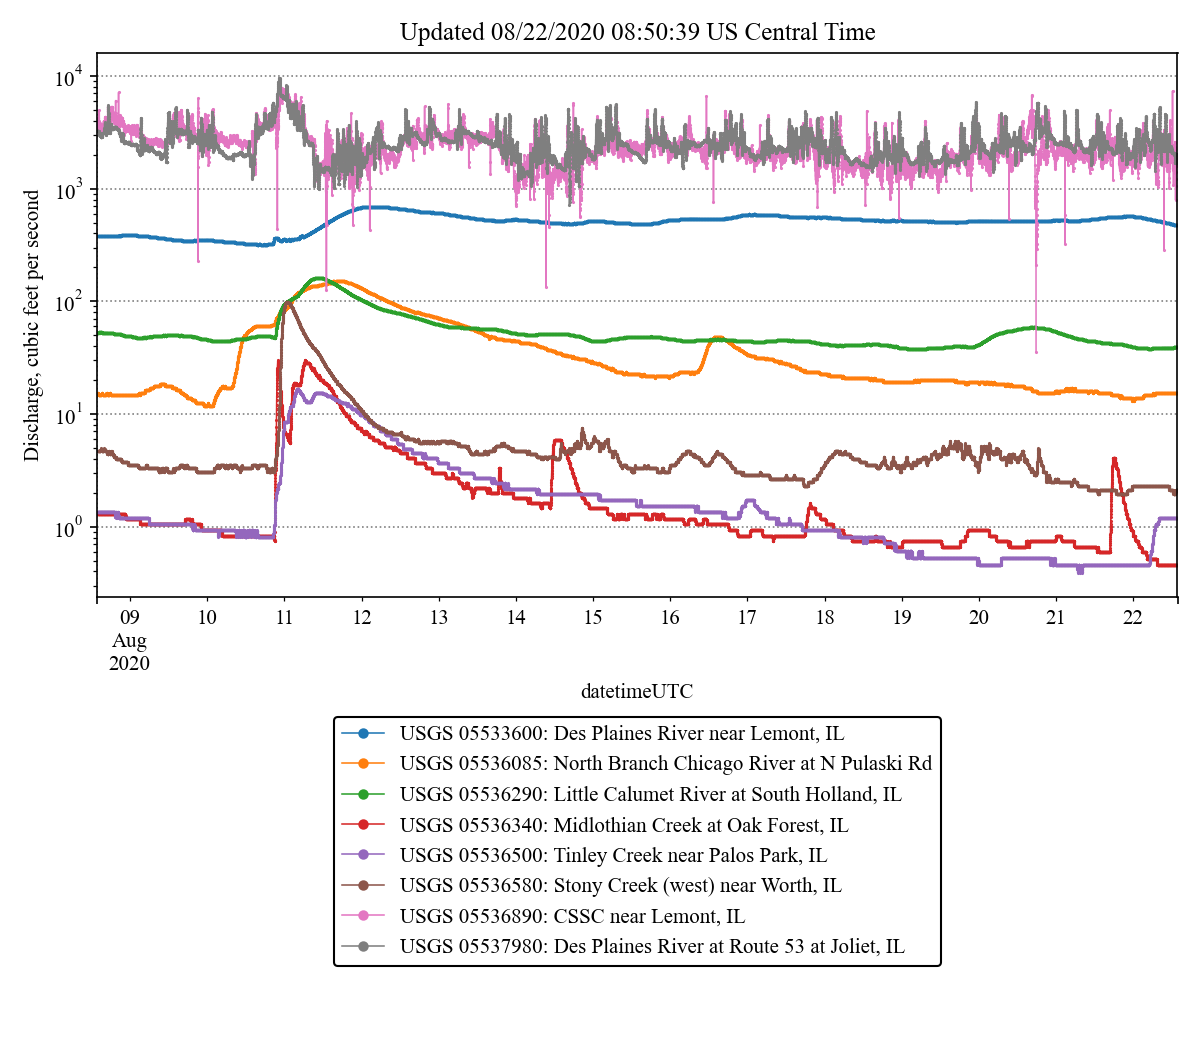 Updated 08/22/2020 08:50:39 US Central Time
Discharge, cubic feet per second
10^4
10^3
10^2
10^1
10^0
09 10 11 12 13 14 15 16 17 18 19 20 21 22
Aug
2020
datetimeUTC
USGS 05533600: Des Plaines River near Lemont, IL
USGS 05536085: North Branch Chicago River at N Pulaski Rd
USGS 05536290: Little Calumet River at South Holland, IL
USGS 05536340: Midlothian Creek at Oak Forest, IL
USGS 05536500: Tinley Creek near Palos Park, IL
USGS 05536580: Stony Creek (west) near Worth, IL
USGS 05536890: CSSC near Lemont, IL
USGS 05537980: Des Plaines River at Route 53 at Joliet, IL